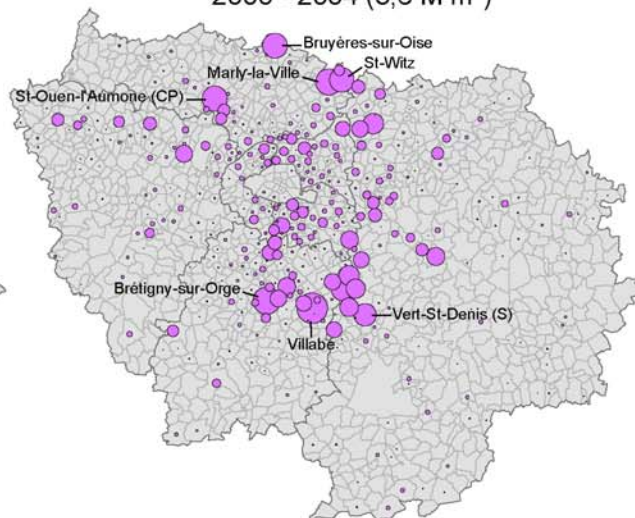 Bruyères-sur-Oise
Marly-la-Ville
St-Witz
St-Ouen-l'Aumone (CP)
Brétigny-sur-Orge
Vert-St-Denis (S)
Villabé